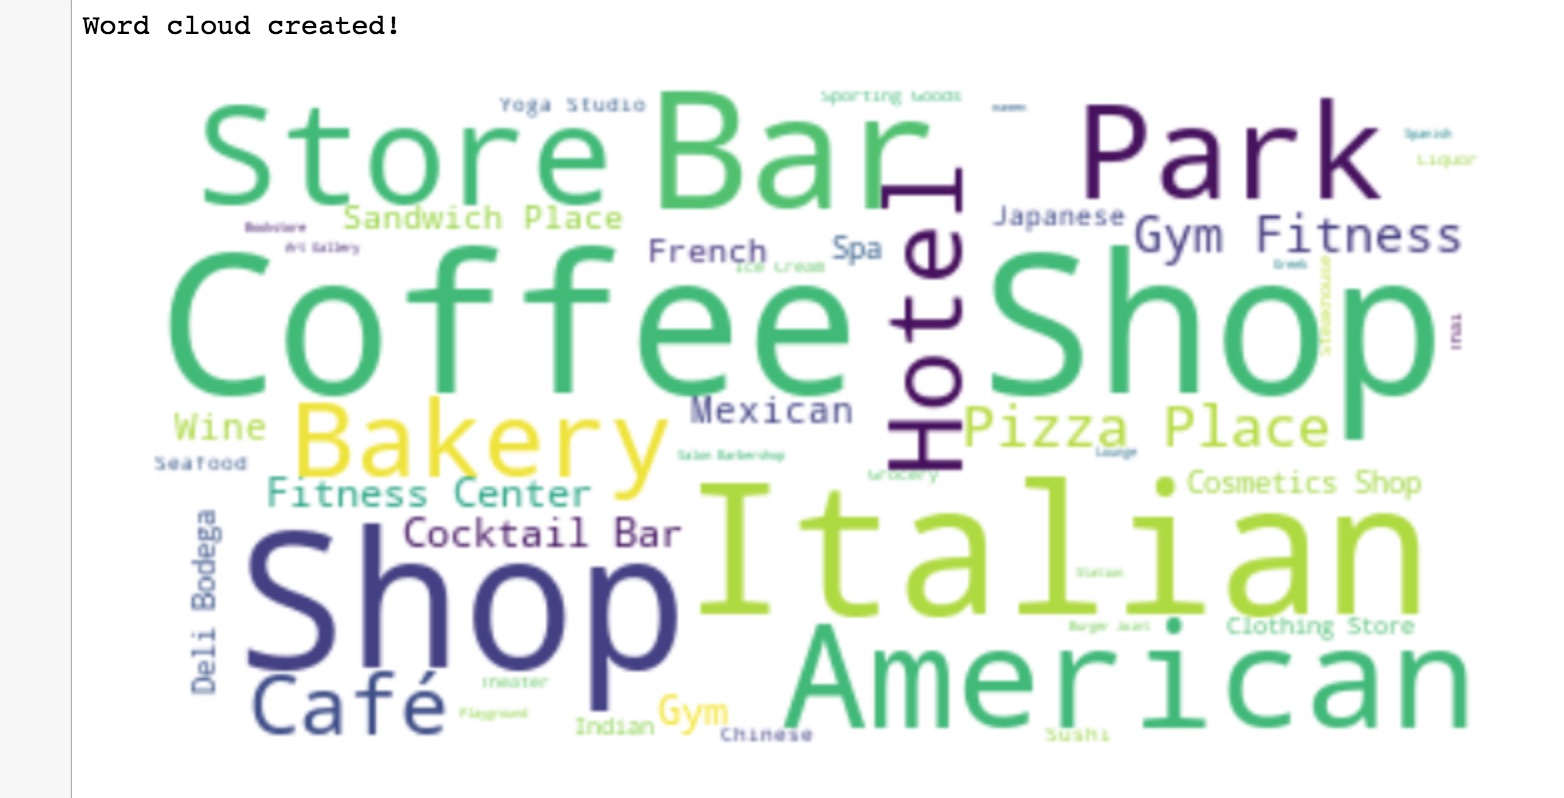 Word cloud created!
Yoga Studio
Sporting Goods
Store
Bar
Park
Spanish
Liquor
Sandwich Place
Bookstore
Art Gallery
Japanese
Gym Fitness
French
Spa
Ice Cream
Hotel
Greek
Coffee Shop
Steakhouse
Thai
Wine
Bakery
Mexican
Pizza Place
Seafood
Salon Barbershop
Lounge
Grocery
Fitness Center
Cosmetics Shop
Cocktail Bar
Italian
Deli Bodega
Shop
Station
Burger Joint
Clothing Store
American
Café
Theater
Playground
Indian
Gym
Chinese
Sushi